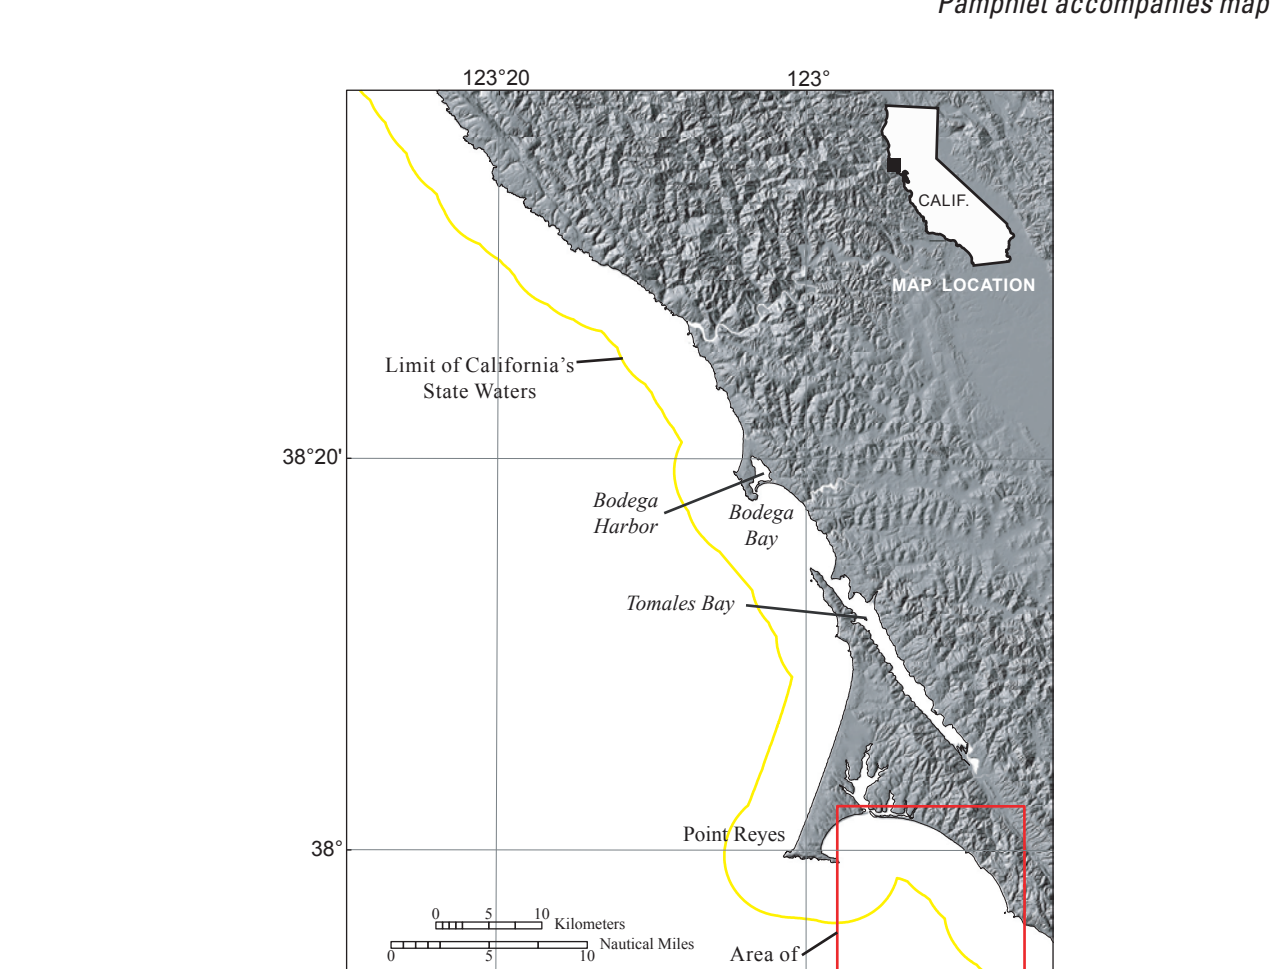 Pamphlet accompanies map
123°20
123°
CALIF.
MAP LOCATION
Limit of California's
State Waters
38°20'
Bodega
Harbor
Bodega
Bay
Tomales Bay
Point Reyes
38°
0 5 10
Kilometers
Nautical Miles
0 5 10
Area of